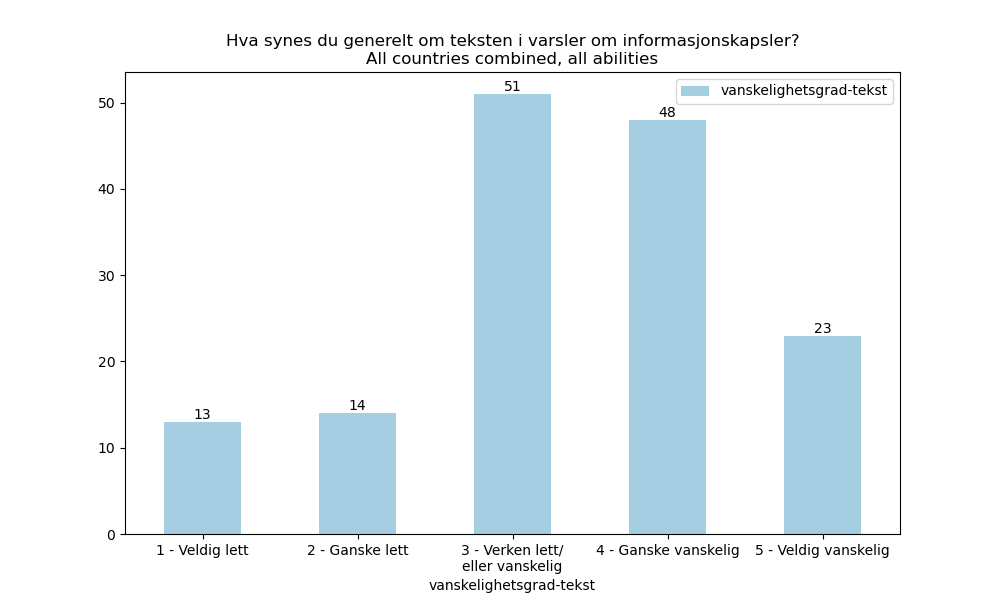 Hva synes du generelt om teksten i varsler om informasjonskapsler?
All countries combined, all abilities
vanskelighetsgrad-tekst
50
40
30
20
10
0
13
14
51
48
23
1 - Veldig lett
2 - Ganske lett
3 - Verken lett/
eller vanskelig
4 - Ganske vanskelig
5 - Veldig vanskelig
vanskelighetsgrad-tekst